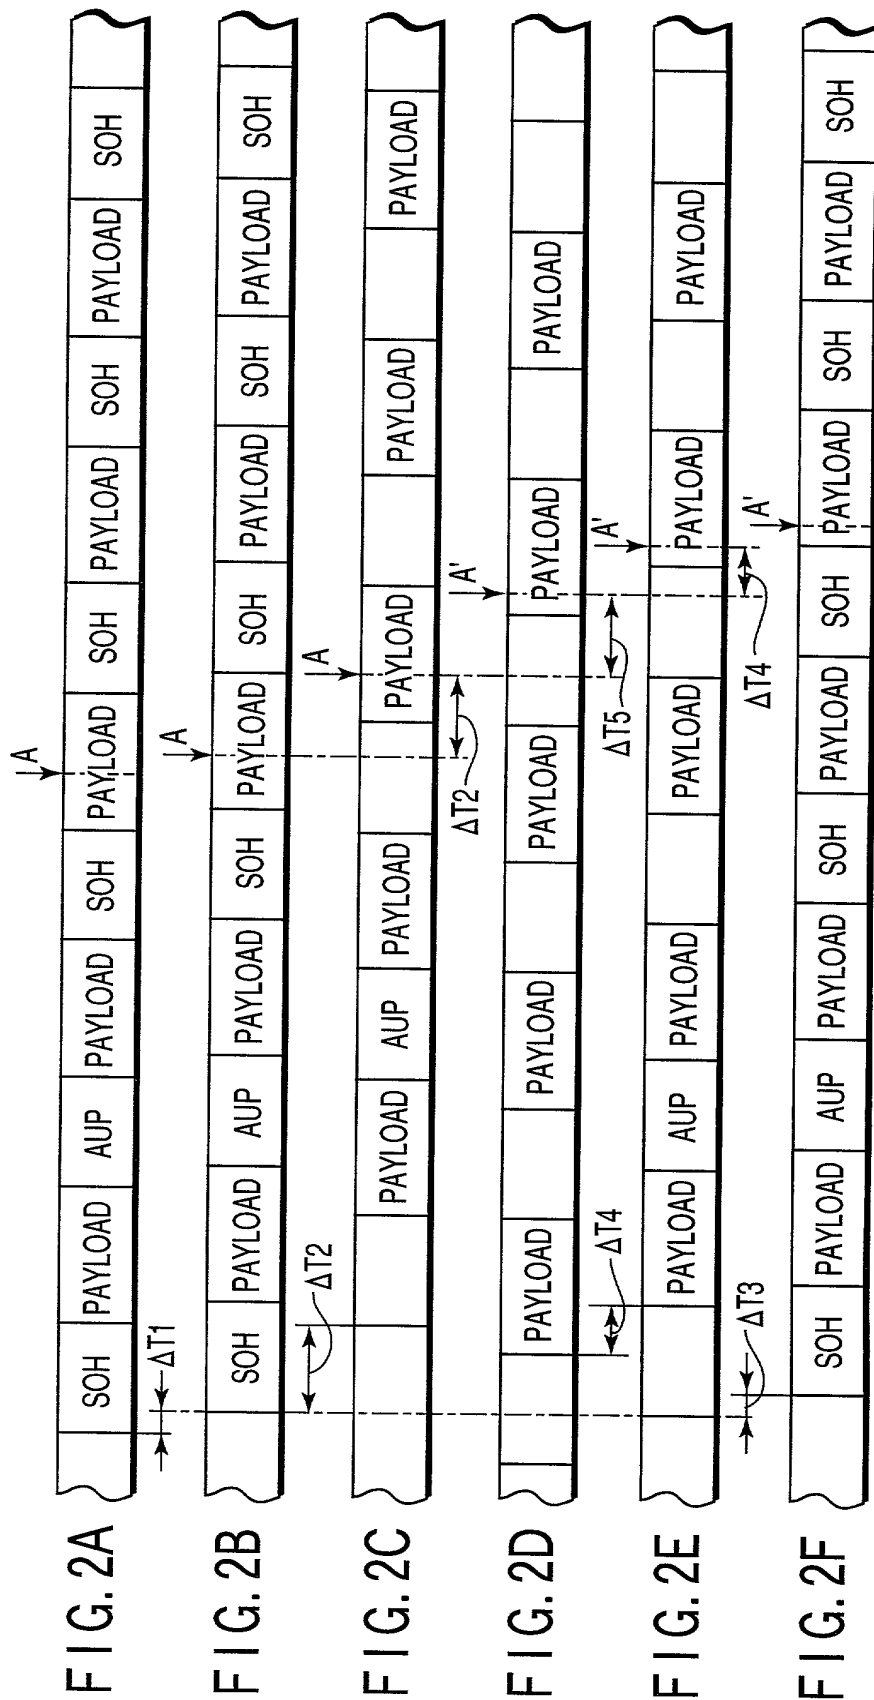 A
FIG. 2A SOH PAYLOAD AUP PAYLOAD SOH PAYLOAD SOH PAYLOAD SOH PAYLOAD SOH
ΔT1 A
FIG. 2B SOH PAYLOAD AUP PAYLOAD SOH PAYLOAD SOH PAYLOAD SOH PAYLOAD SOH
ΔT2 A
FIG. 2C PAYLOAD AUP PAYLOAD PAYLOAD PAYLOAD PAYLOAD
ΔT2 A'
FIG. 2D PAYLOAD PAYLOAD PAYLOAD PAYLOAD PAYLOAD
ΔT4 ΔT5 A'
FIG. 2E PAYLOAD AUP PAYLOAD PAYLOAD PAYLOAD PAYLOAD
ΔT3 ΔT4 A'
FIG. 2F SOH PAYLOAD AUP PAYLOAD SOH PAYLOAD SOH PAYLOAD SOH PAYLOAD SOH